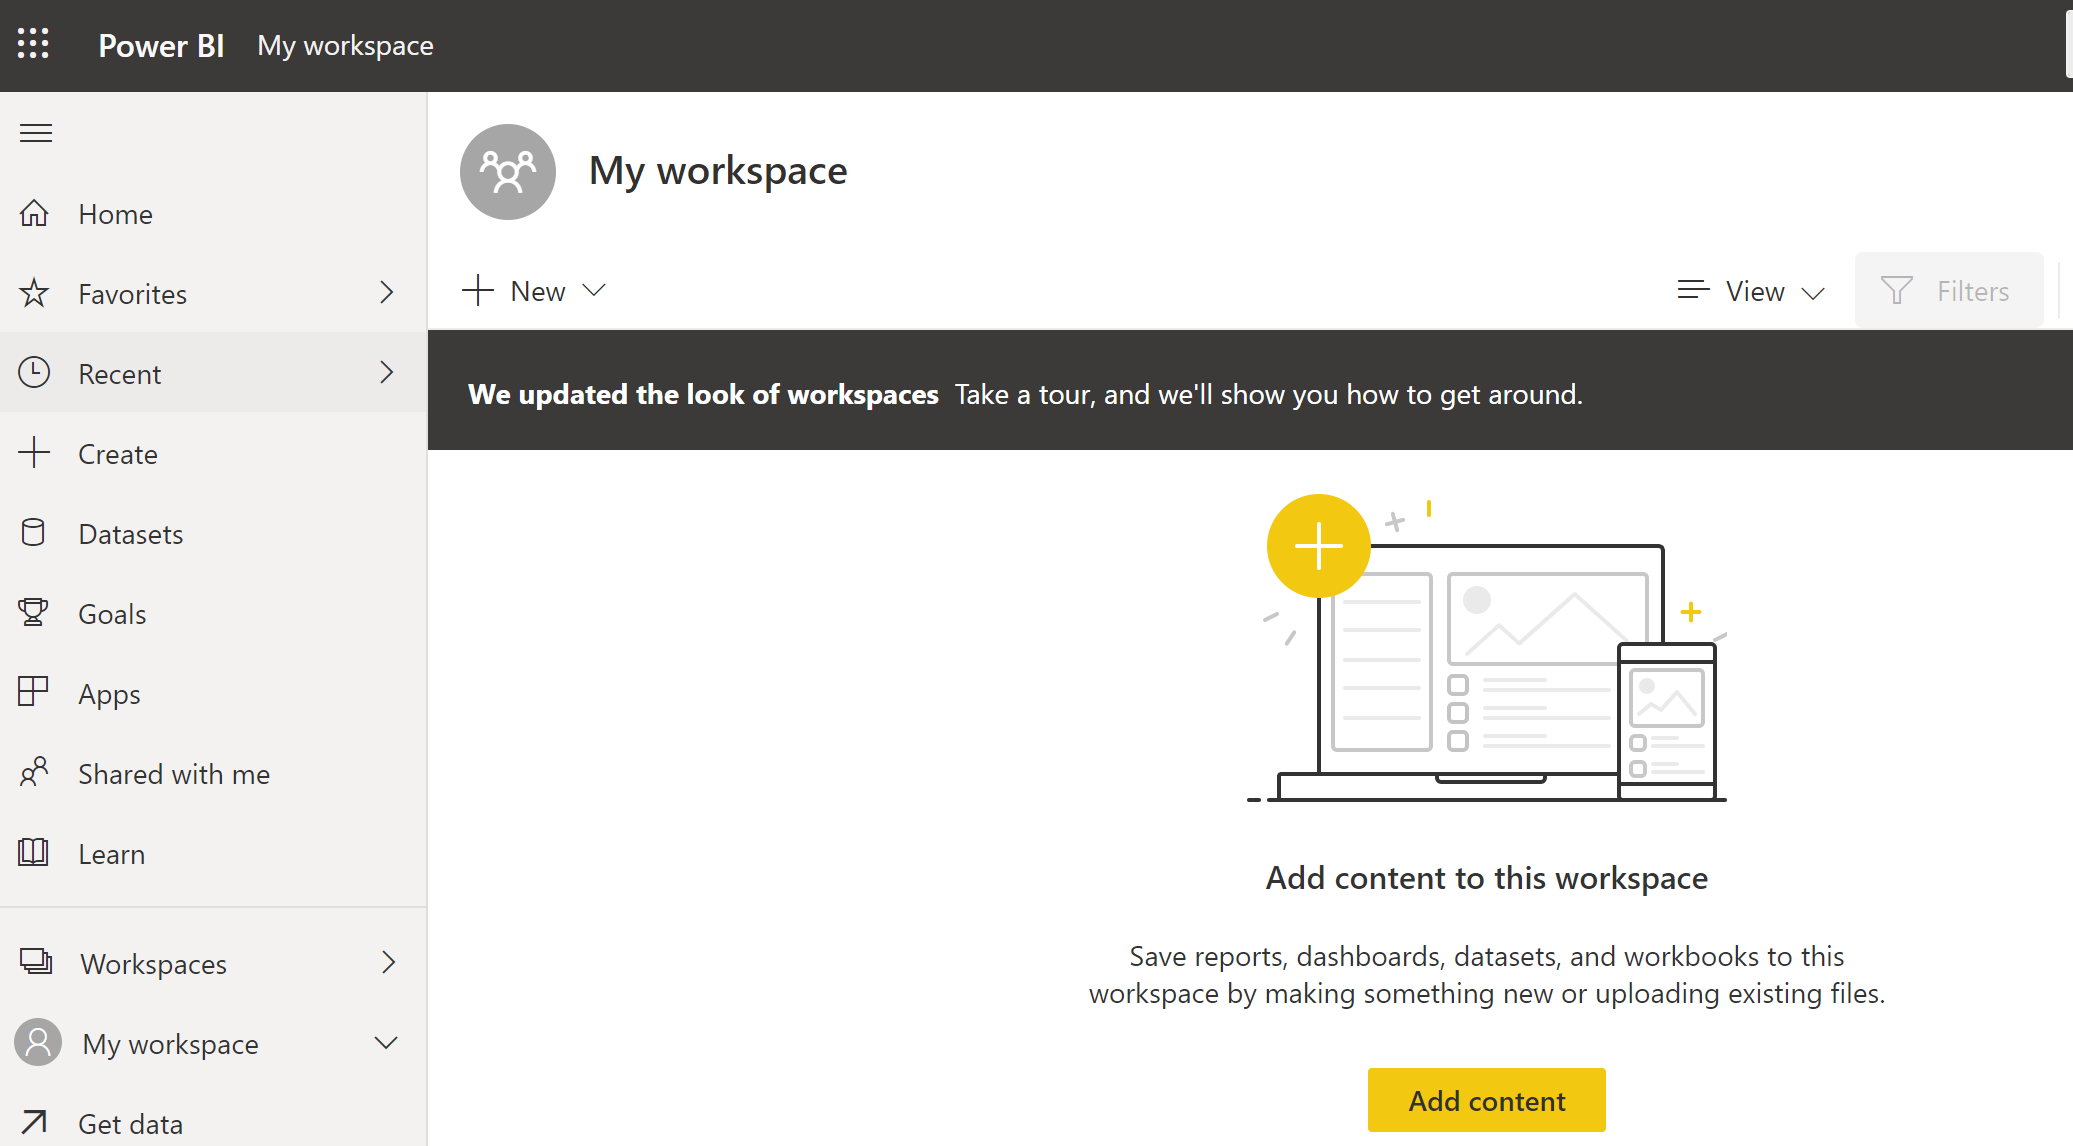 Power BI My workspace
Home
Favorites
Recent
Create
Datasets
Goals
Apps
Shared with me
Learn
Workspaces
My workspace
Get data
My workspace
New
View
Filters
We updated the look of workspaces Take a tour, and we'll show you how to get around.
Add content to this workspace
Save reports, dashboards, datasets, and workbooks to this
workspace by making something new or uploading existing files.
Add content